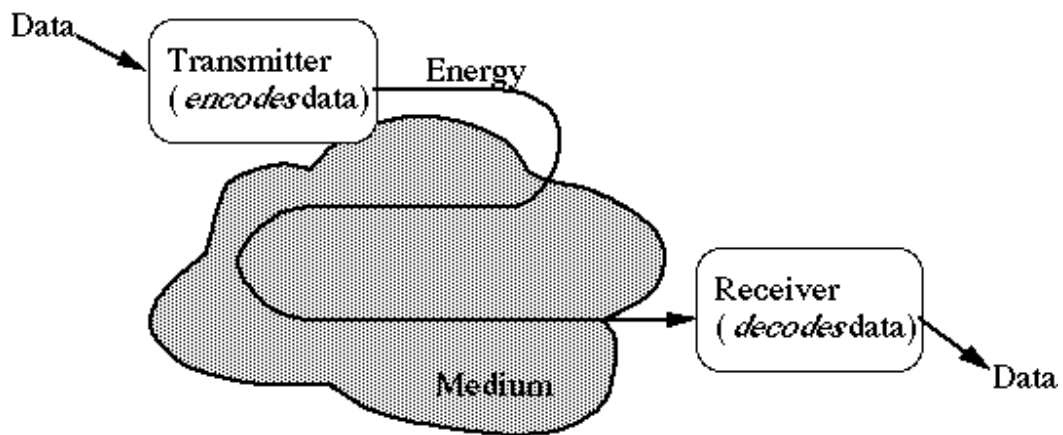 Data
Transmitter
(encodes data)
Energy
Receiver
(decodes data)
Medium
Data